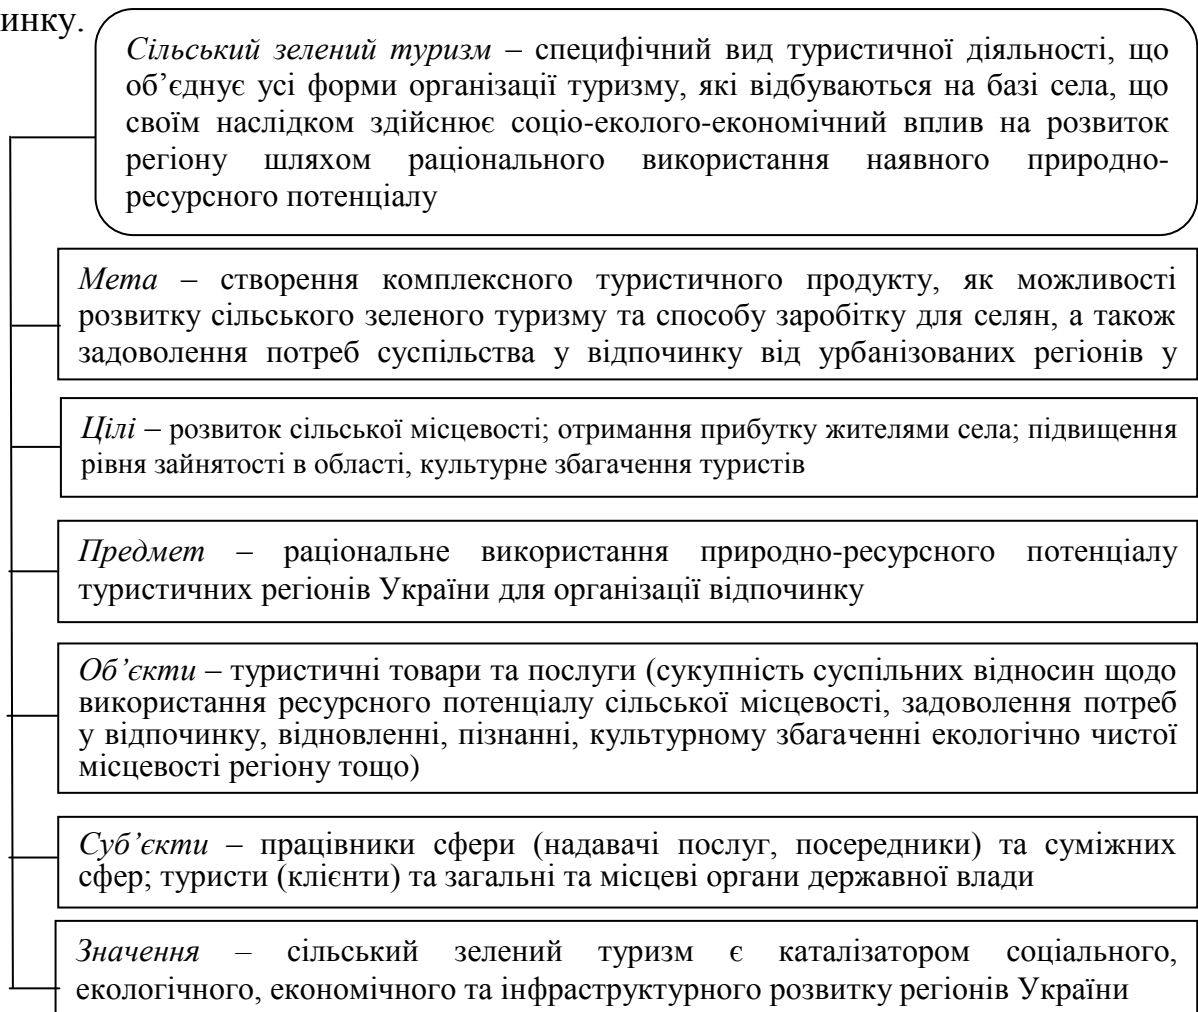 инку.
Сільський зелений туризм – специфічний вид туристичної діяльності, що
об’єднує усі форми організації туризму, які відбуваються на базі села, що
своїм наслідком здійснює соціо-еколого-економічний вплив на розвиток
регіону шляхом раціонального використання наявного природно-
ресурсного потенціалу
Мета – створення комплексного туристичного продукту, як можливості
розвитку сільського зеленого туризму та способу заробітку для селян, а також
задоволення потреб суспільства у відпочинку від урбанізованих регіонів у
Цілі – розвиток сільської місцевості; отримання прибутку жителями села; підвищення
рівня зайнятості в області, культурне збагачення туристів
Предмет – раціональне використання природно-ресурсного потенціалу
туристичних регіонів України для організації відпочинку
Об’єкти – туристичні товари та послуги (сукупність суспільних відносин щодо
використання ресурсного потенціалу сільської місцевості, задоволення потреб
у відпочинку, відновленні, пізнанні, культурному збагаченні екологічно чистої
місцевості регіону тощо)
Суб’єкти – працівники сфери (надавачі послуг, посередники) та суміжних
сфер; туристи (клієнти) та загальні та місцеві органи державної влади
Значення – сільський зелений туризм є каталізатором соціального,
екологічного, економічного та інфраструктурного розвитку регіонів України